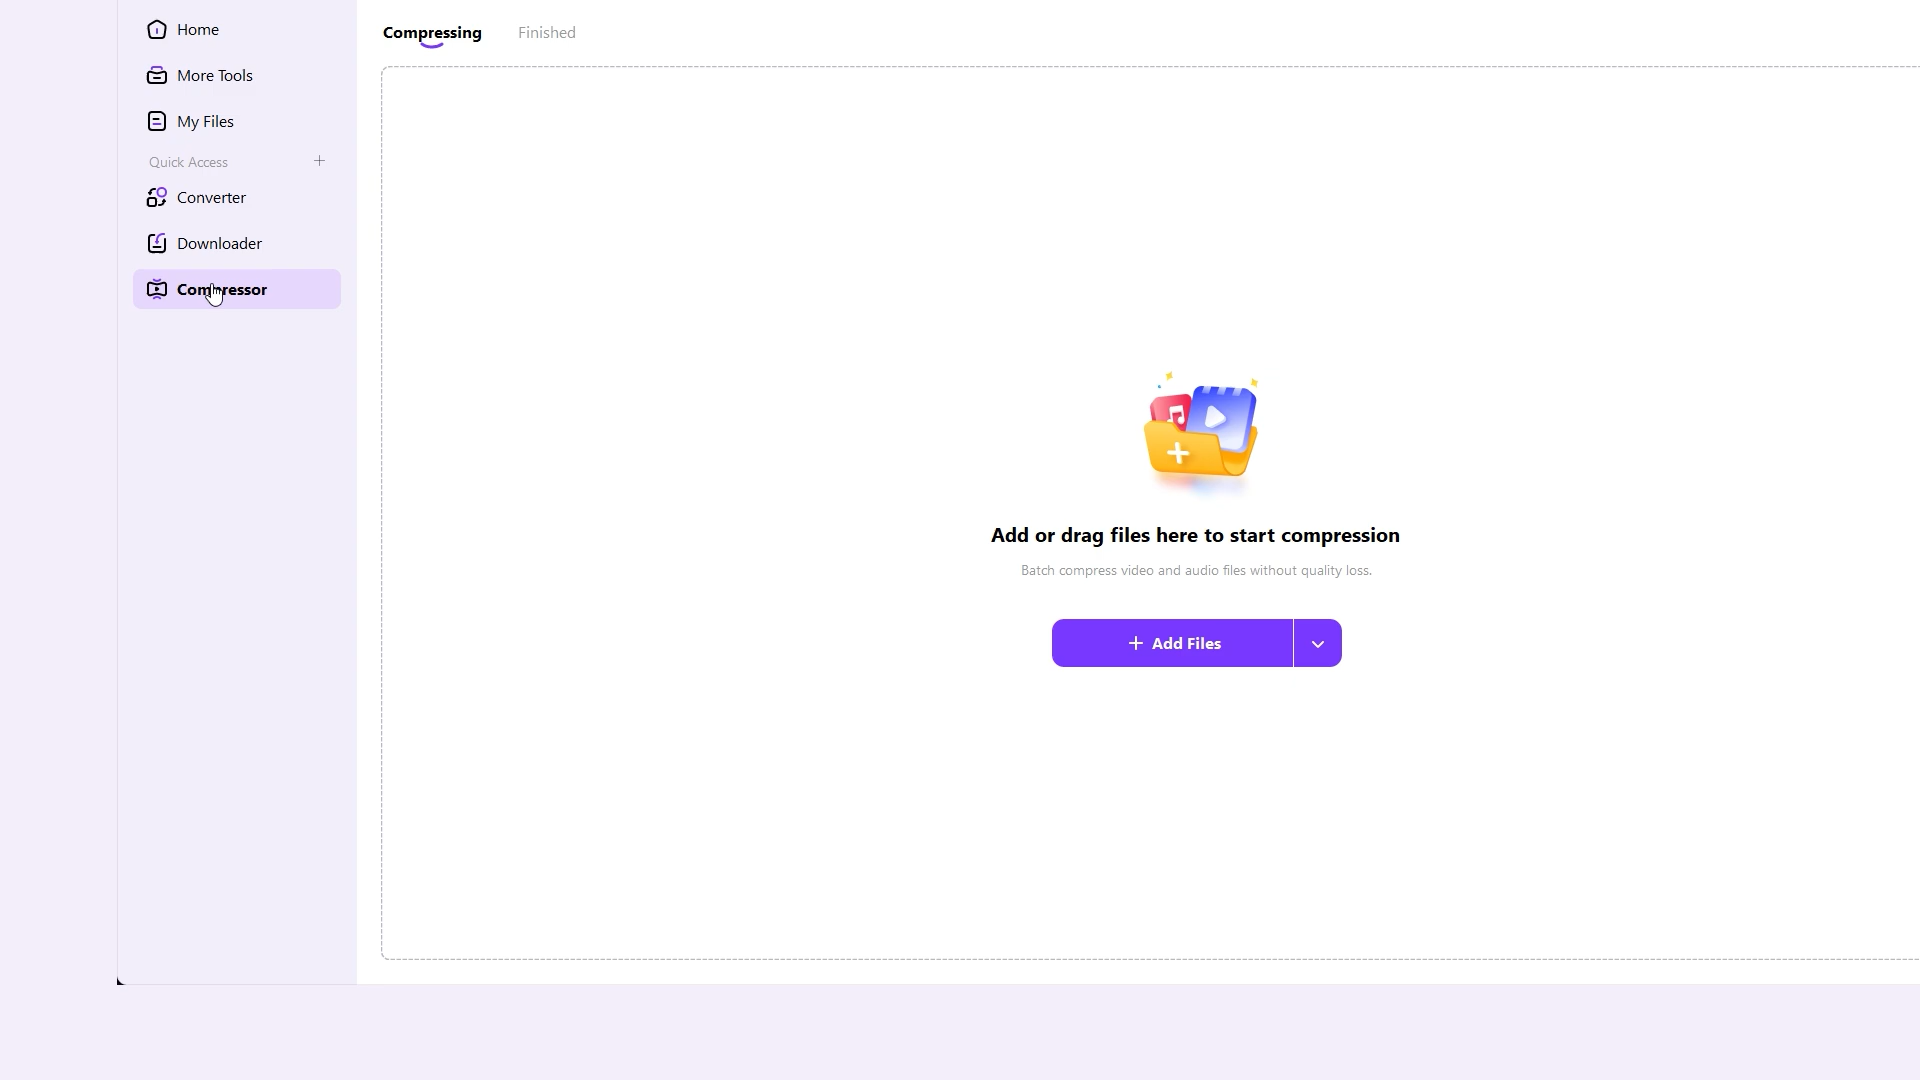 Home
More Tools
My Files
Quick Access
Converter
Downloader
Compressor
Compressing
Finished
Add or drag files here to start compression
Batch compress video and audio files without quality loss.
Add Files